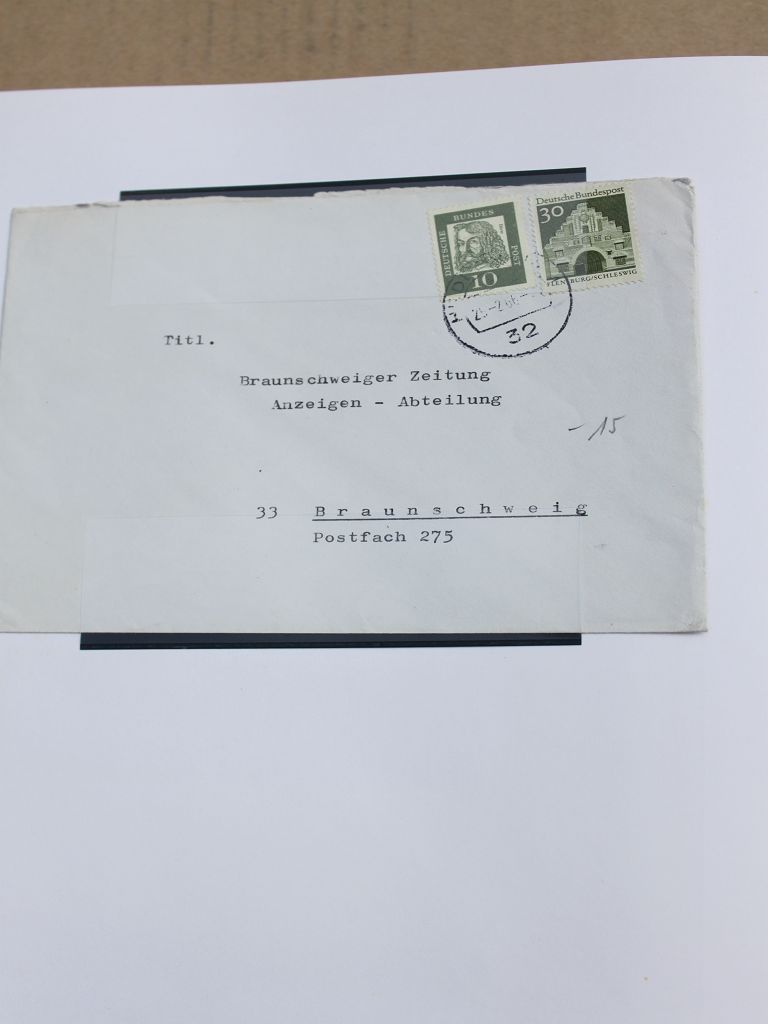 Deutsche Bundespost
30
FLENSBURG/SCHLESWIG
DEUTSCHE BUNDES POST
10
32
Titl.
Braunschweiger Zeitung
Anzeigen - Abteilung
- 15
33 Braunschweig
Postfach 275